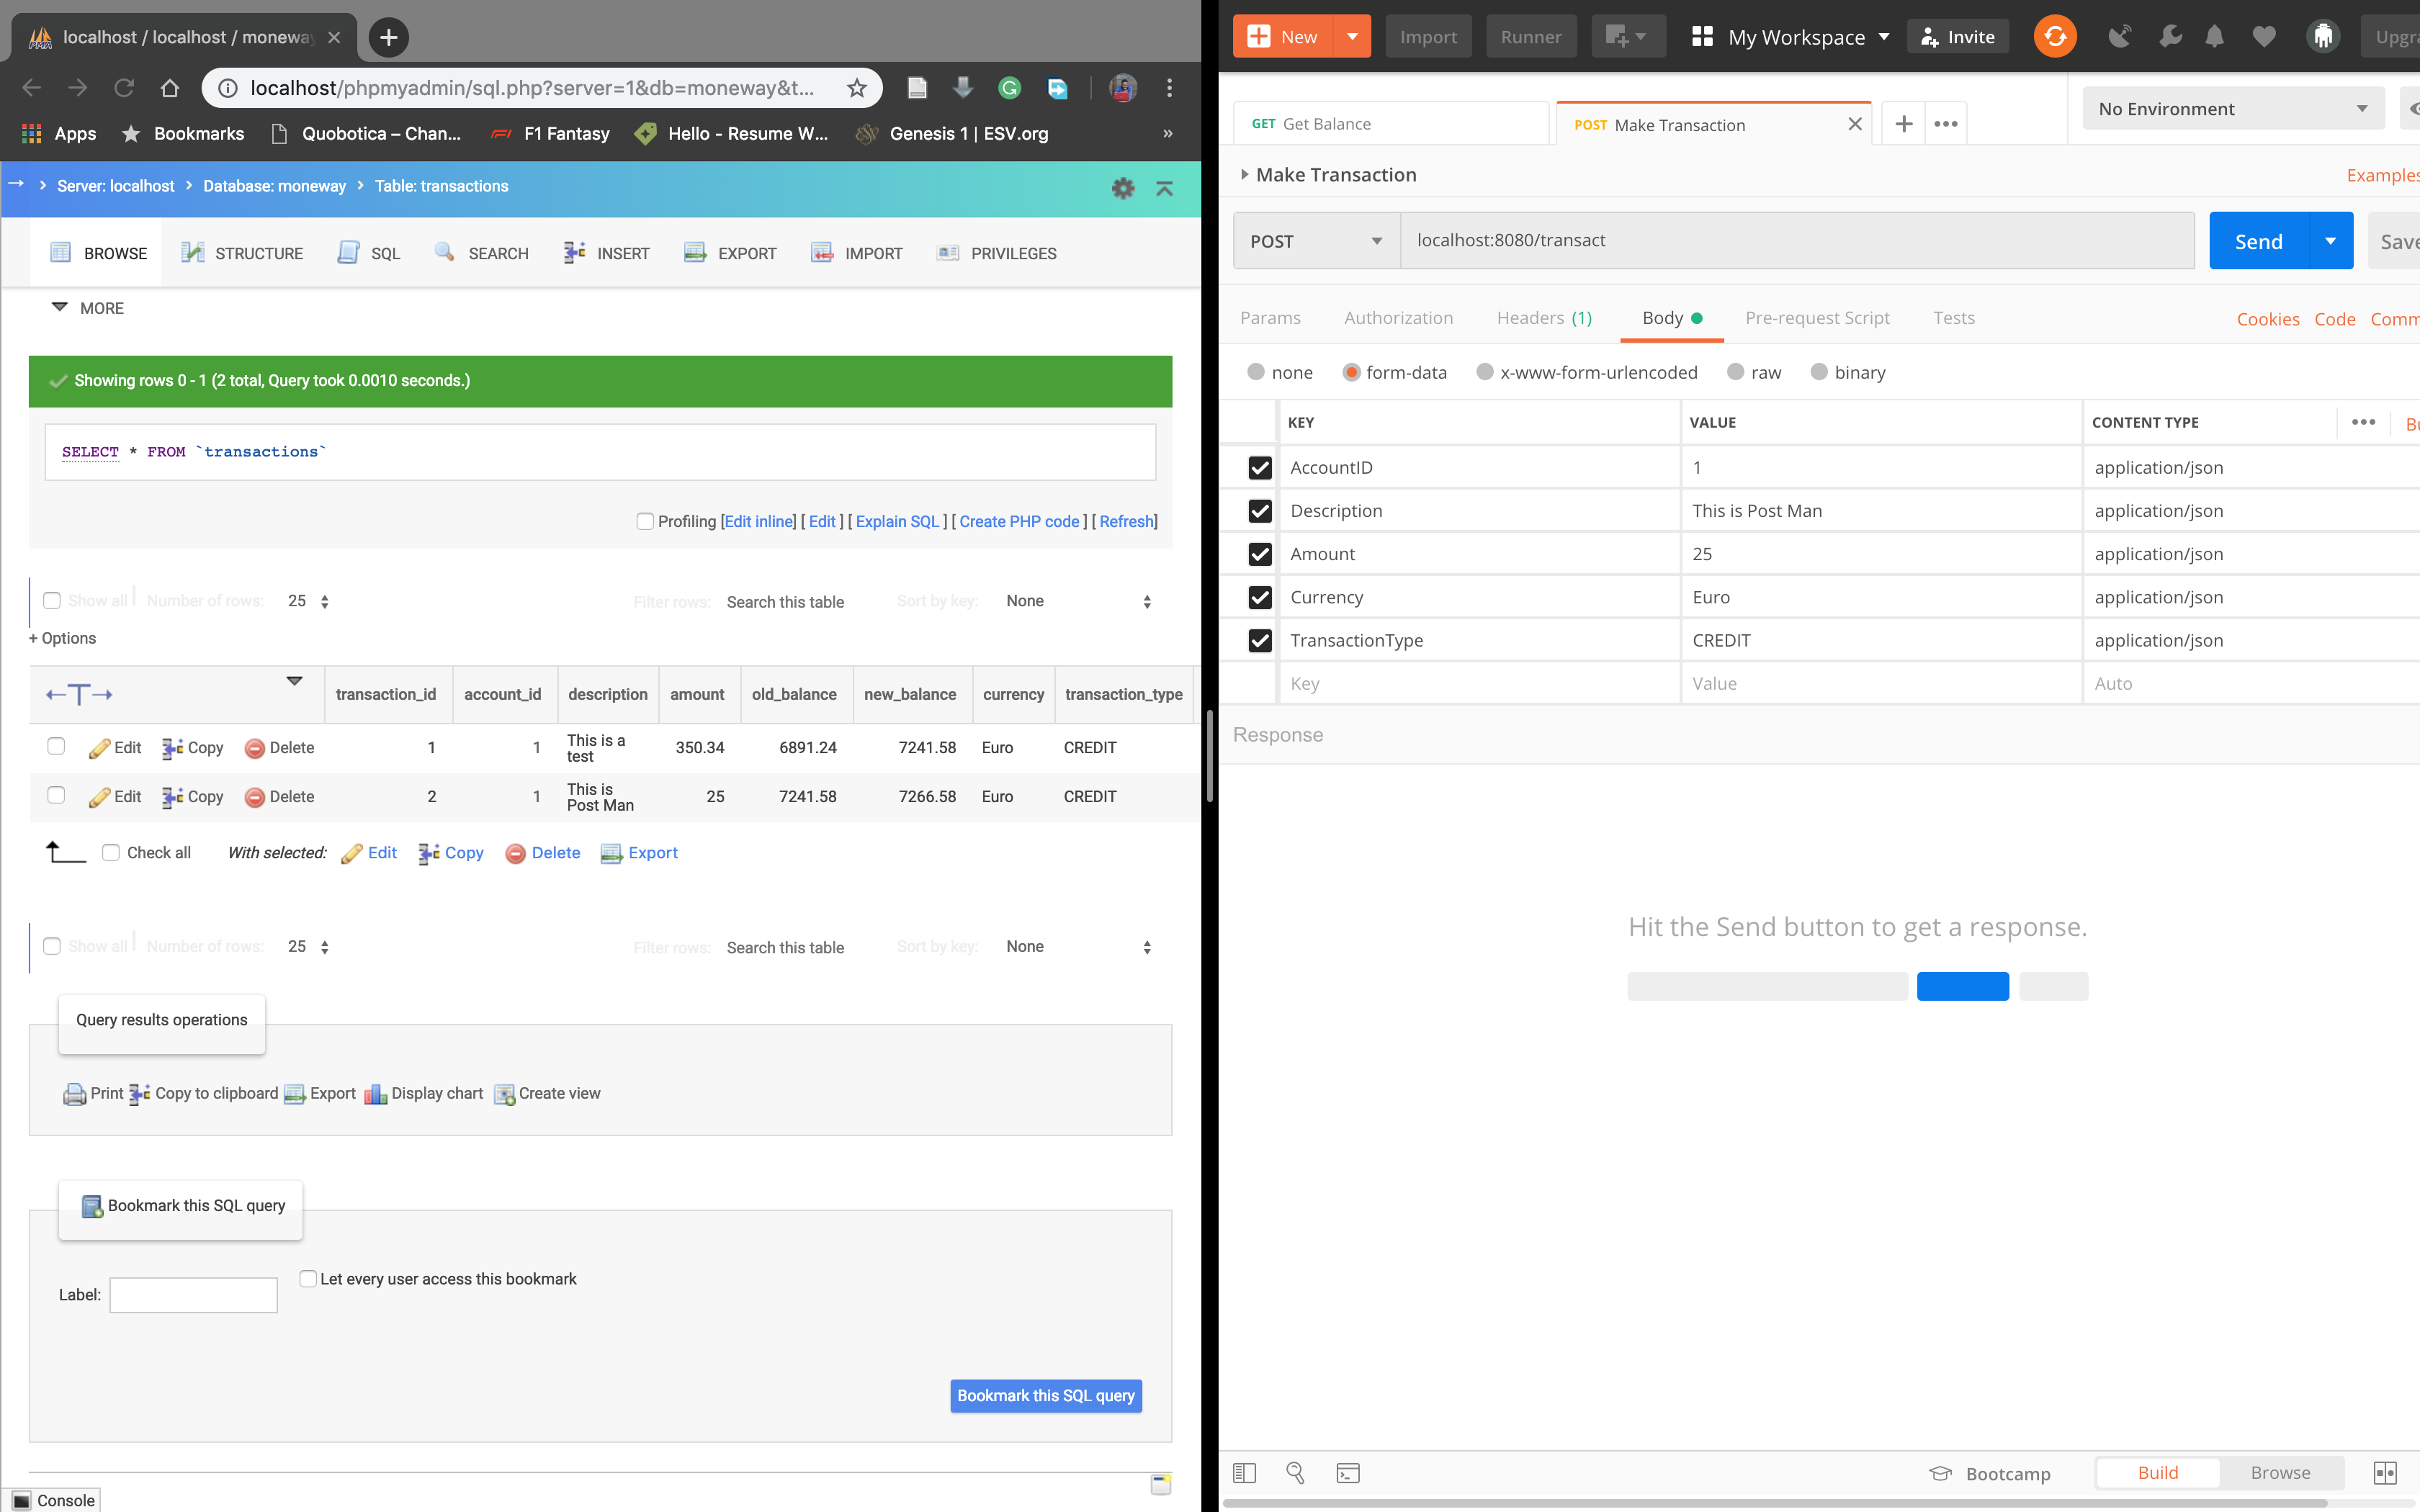 localhost / localhost / moneway
localhost/phpmyadmin/sql.php?server=1&db=moneway&t...
Apps Bookmarks Quobotica – Chan... F1 Fantasy Hello - Resume W... Genesis 1 | ESV.org »
Server: localhost Database: moneway Table: transactions
BROWSE STRUCTURE SQL SEARCH INSERT EXPORT IMPORT PRIVILEGES
MORE
Showing rows 0 - 1 (2 total, Query took 0.0010 seconds.)
SELECT * FROM `transactions`
Profiling [Edit inline] [ Edit ] [ Explain SQL ] [ Create PHP code ] [ Refresh]
Show all Number of rows: 25 Filter rows: Search this table Sort by key: None
+ Options
transaction_id account_id description amount old_balance new_balance currency transaction_type
Edit Copy Delete 1 1 This is a test 350.34 6891.24 7241.58 Euro CREDIT
Edit Copy Delete 2 1 This is Post Man 25 7241.58 7266.58 Euro CREDIT
Check all With selected: Edit Copy Delete Export
Show all Number of rows: 25 Filter rows: Search this table Sort by key: None
Query results operations
Print Copy to clipboard Export Display chart Create view
Bookmark this SQL query
Let every user access this bookmark
Label:
Bookmark this SQL query
Console
New Import Runner My Workspace Invite Upgr
GET Get Balance POST Make Transaction No Environment
Make Transaction Examples
POST localhost:8080/transact Send Save
Params Authorization Headers (1) Body Pre-request Script Tests Cookies Code Comm
none form-data x-www-form-urlencoded raw binary
KEY VALUE CONTENT TYPE ••• Bu
AccountID 1 application/json
Description This is Post Man application/json
Amount 25 application/json
Currency Euro application/json
TransactionType CREDIT application/json
Key Value Auto
Response
Hit the Send button to get a response.
Bootcamp Build Browse